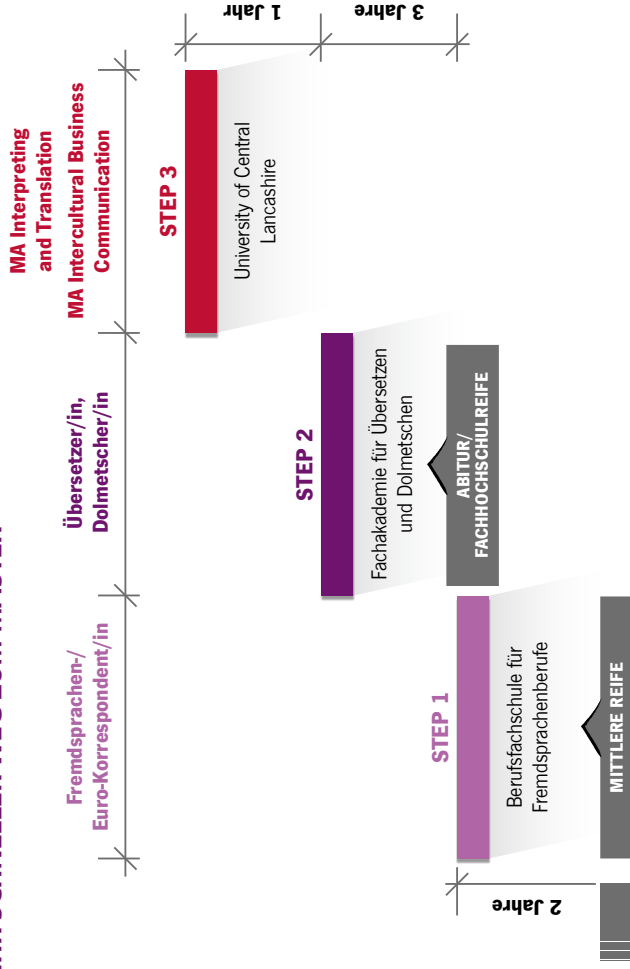 Fremdsprachen-/
Euro-Korrespondent/in
Übersetzer/in,
Dolmetscher/in
MA Interpreting
and Translation
MA Intercultural Business
Communication
STEP 1
Berufsfachschule für
Fremdsprachenberufe
MITTLERE REIFE
STEP 2
Fachakademie für Übersetzen
und Dolmetschen
ABITUR/
FACHHOCHSCHULREIFE
STEP 3
University of Central
Lancashire
2 Jahre
3 Jahre
1 Jahr